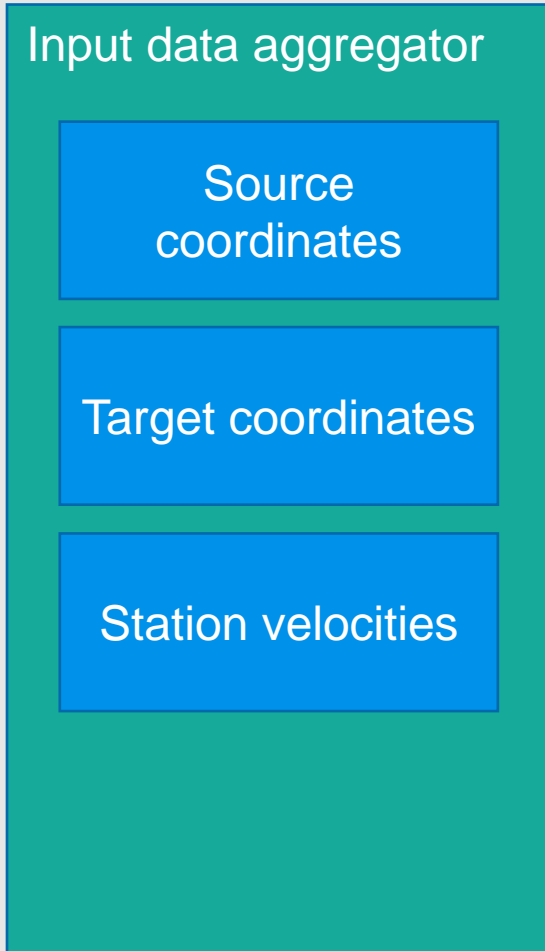 Input data aggregator
Source
coordinates
Target coordinates
Station velocities